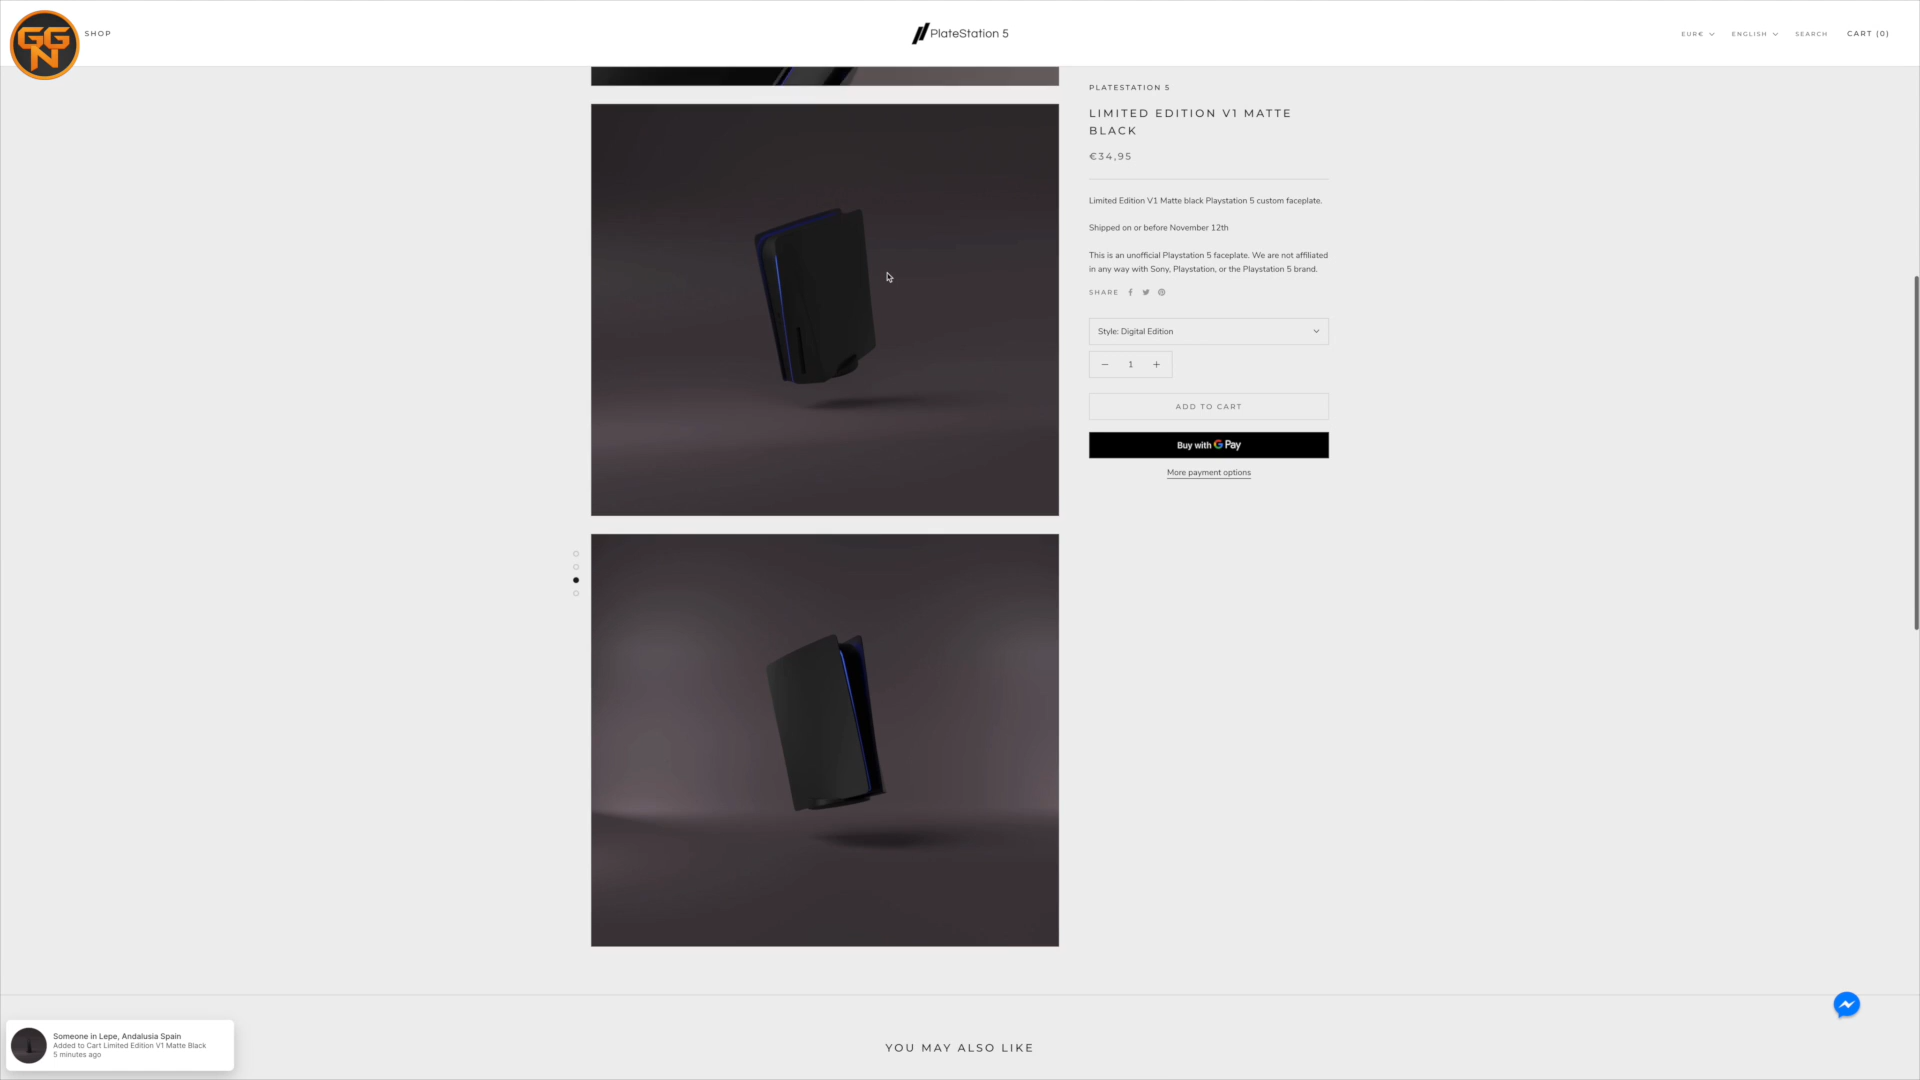 GGN
SHOP
PlateStation 5
EUR€
ENGLISH
SEARCH
CART (0)
PLATESTATION 5
LIMITED EDITION V1 MATTE
BLACK
€34,95
Limited Edition V1 Matte black Playstation 5 custom faceplate.
Shipped on or before November 12th
This is an unofficial Playstation 5 faceplate. We are not affiliated
in any way with Sony, Playstation, or the Playstation 5 brand.
SHARE
Style: Digital Edition
1
ADD TO CART
Buy with G Pay
More payment options
Someone in Lepe, Andalusia Spain
Added to Cart Limited Edition V1 Matte Black
5 minutes ago
YOU MAY ALSO LIKE